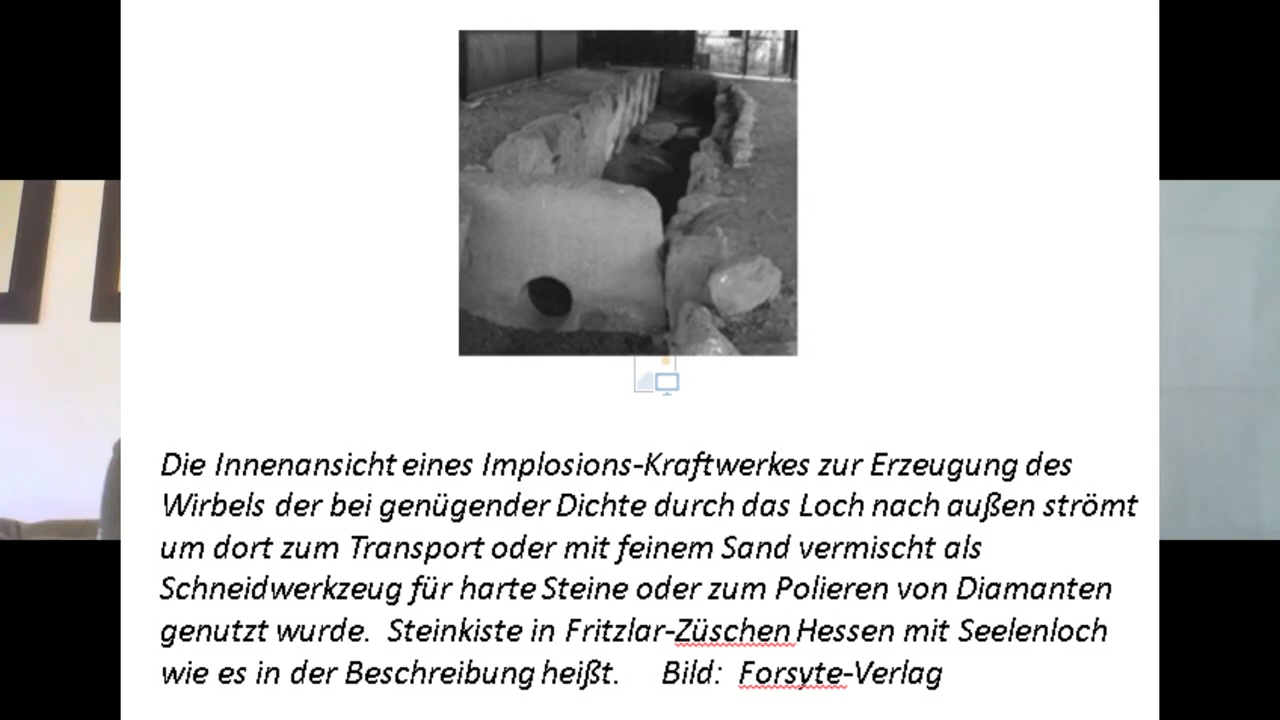 Die Innenansicht eines Implosions-Kraftwerkes zur Erzeugung des
Wirbels der bei genügender Dichte durch das Loch nach außen strömt
um dort zum Transport oder mit feinem Sand vermischt als
Schneidwerkzeug für harte Steine oder zum Polieren von Diamanten
genutzt wurde. Steinkiste in Fritzlar-Züschen Hessen mit Seelenloch
wie es in der Beschreibung heißt. Bild: Forsyte-Verlag